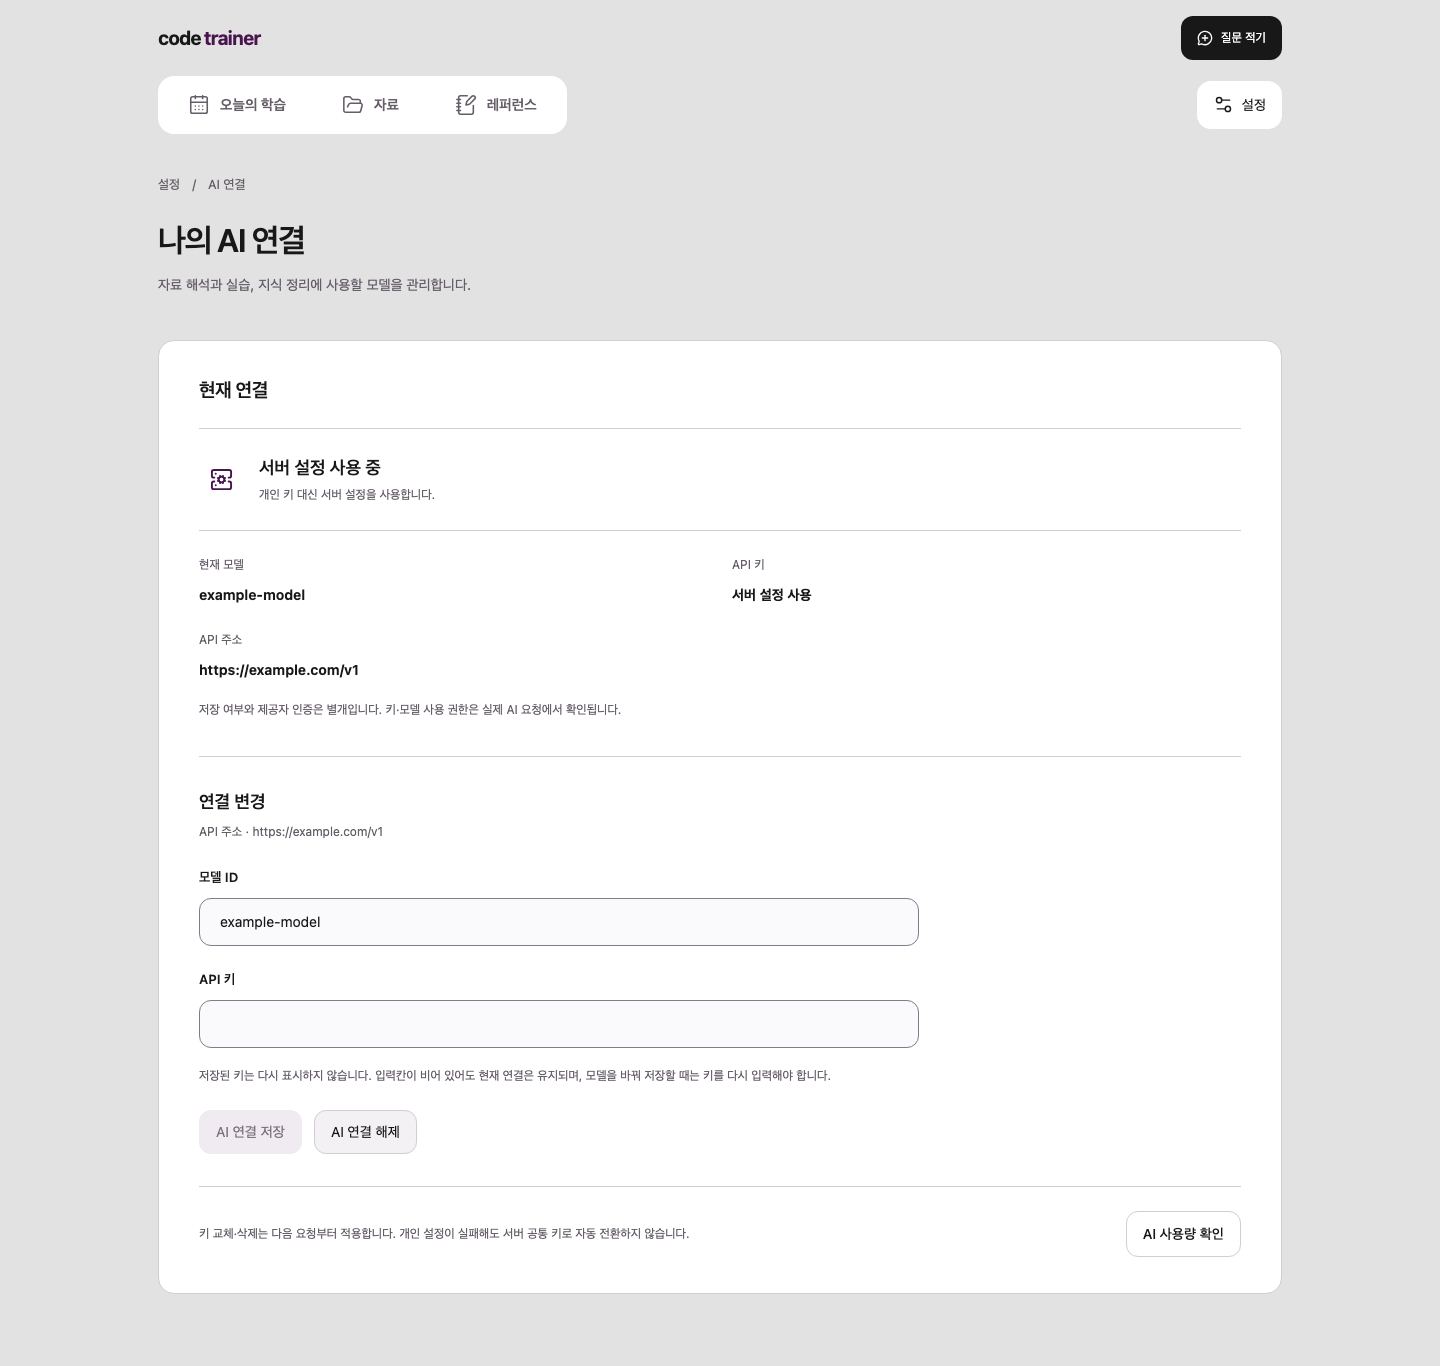 code trainer
질문 적기
오늘의 학습
자료
레퍼런스
설정
설정 / AI 연결
나의 AI 연결
자료 해석과 실습, 지식 정리에 사용할 모델을 관리합니다.
현재 연결
서버 설정 사용 중
개인 키 대신 서버 설정을 사용합니다.
현재 모델
example-model
API 키
서버 설정 사용
API 주소
https://example.com/v1
저장 여부와 제공자 인증은 별개입니다. 키·모델 사용 권한은 실제 AI 요청에서 확인됩니다.
연결 변경
API 주소 · https://example.com/v1
모델 ID
example-model
API 키
저장된 키는 다시 표시하지 않습니다. 입력칸이 비어 있어도 현재 연결은 유지되며, 모델을 바꿔 저장할 때는 키를 다시 입력해야 합니다.
AI 연결 저장
AI 연결 해제
키 교체·삭제는 다음 요청부터 적용합니다. 개인 설정이 실패해도 서버 공통 키로 자동 전환하지 않습니다.
AI 사용량 확인